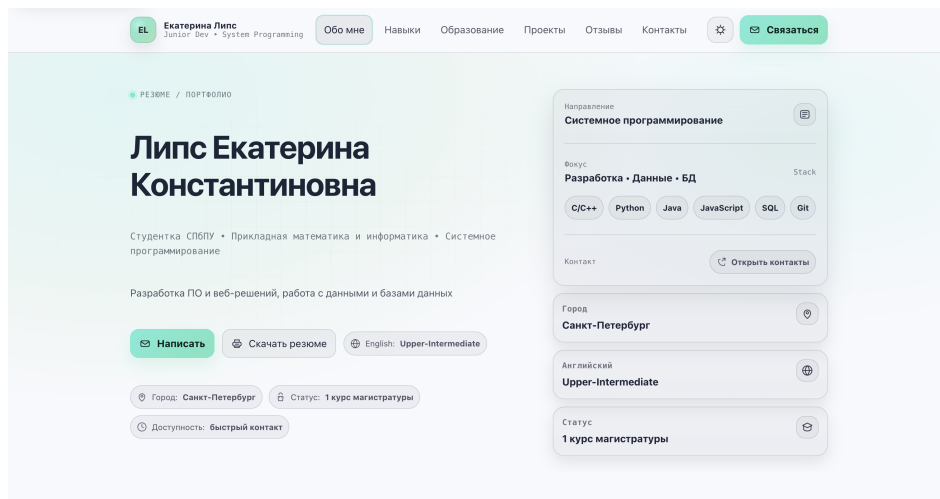 EL
Екатерина Липс
Junior Dev • System Programming
Обо мне
Навыки
Образование
Проекты
Отзывы
Контакты
Связаться
РЕЗЮМЕ / ПОРТФОЛИО
Липс Екатерина
Константиновна
Студентка СПбПУ • Прикладная математика и информатика • Системное
программирование
Разработка ПО и веб-решений, работа с данными и базами данных
Написать
Скачать резюме
English: Upper-Intermediate
Город: Санкт-Петербург
Статус: 1 курс магистратуры
Доступность: быстрый контакт
Направление
Системное программирование
Фокус
Разработка • Данные • БД
Stack
C/C++
Python
Java
JavaScript
SQL
Git
Контакт
Открыть контакты
Город
Санкт-Петербург
Английский
Upper-Intermediate
Статус
1 курс магистратуры